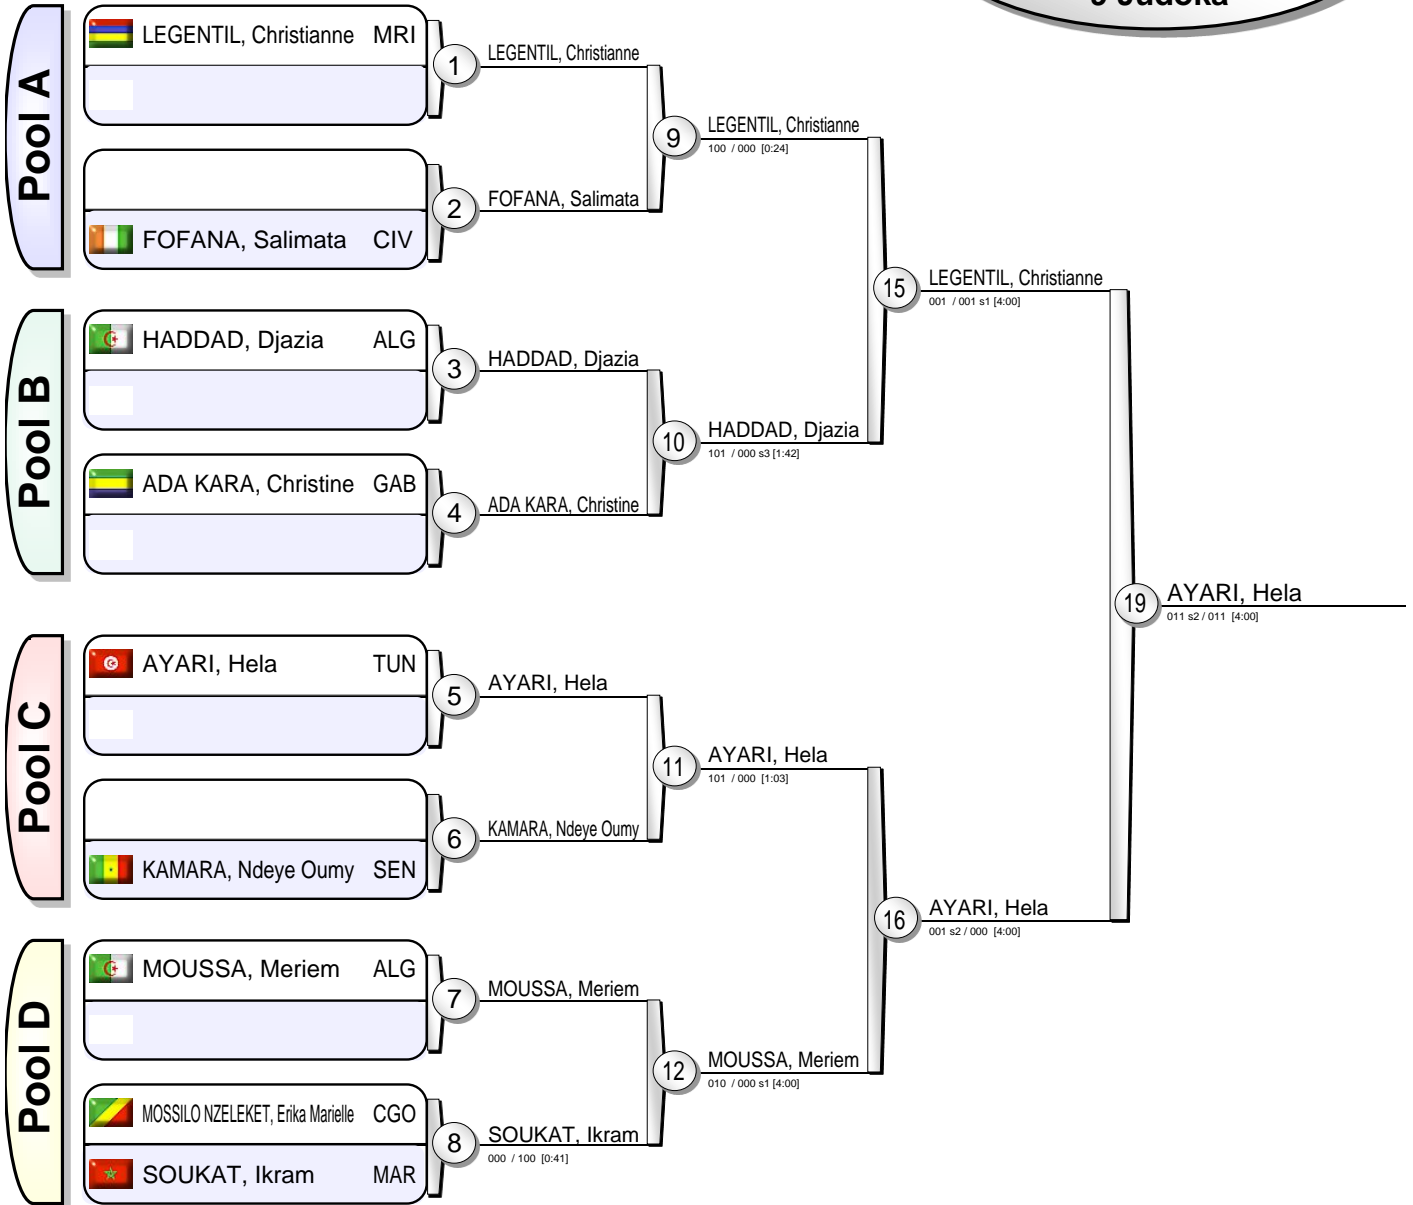 9 Judoka
Pool A
LEGENTIL, Christianne MRI
1
LEGENTIL, Christianne
9
LEGENTIL, Christianne
100 / 000 [0:24]
2
FOFANA, Salimata
FOFANA, Salimata CIV
15
LEGENTIL, Christianne
001 / 001 s1 [4:00]
Pool B
HADDAD, Djazia ALG
3
HADDAD, Djazia
10
HADDAD, Djazia
101 / 000 s3 [1:42]
ADA KARA, Christine GAB
4
ADA KARA, Christine
19
AYARI, Hela
011 s2 / 011 [4:00]
Pool C
AYARI, Hela TUN
5
AYARI, Hela
11
AYARI, Hela
101 / 000 [1:03]
6
KAMARA, Ndeye Oumy
KAMARA, Ndeye Oumy SEN
16
AYARI, Hela
001 s2 / 000 [4:00]
Pool D
MOUSSA, Meriem ALG
7
MOUSSA, Meriem
12
MOUSSA, Meriem
010 / 000 s1 [4:00]
MOSSILO NZELEKET, Erika Marielle CGO
8
SOUKAT, Ikram
000 / 100 [0:41]
SOUKAT, Ikram MAR